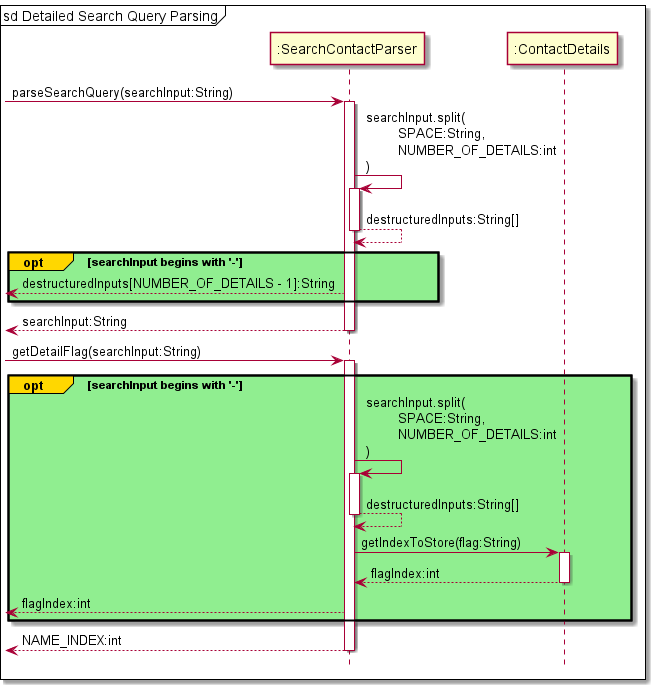 sd Detailed Search Query Parsing
:SearchContactParser
:ContactDetails
parseSearchQuery(searchInput:String)
searchInput.split(
SPACE:String,
NUMBER_OF_DETAILS:int
)
destructuredInputs:String[]
opt
[searchInput begins with '-']
destructuredInputs[NUMBER_OF_DETAILS - 1]:String
searchInput:String
getDetailFlag(searchInput:String)
opt
[searchInput begins with '-']
searchInput.split(
SPACE:String,
NUMBER_OF_DETAILS:int
)
destructuredInputs:String[]
getIndexToStore(flag:String)
flagIndex:int
flagIndex:int
NAME_INDEX:int